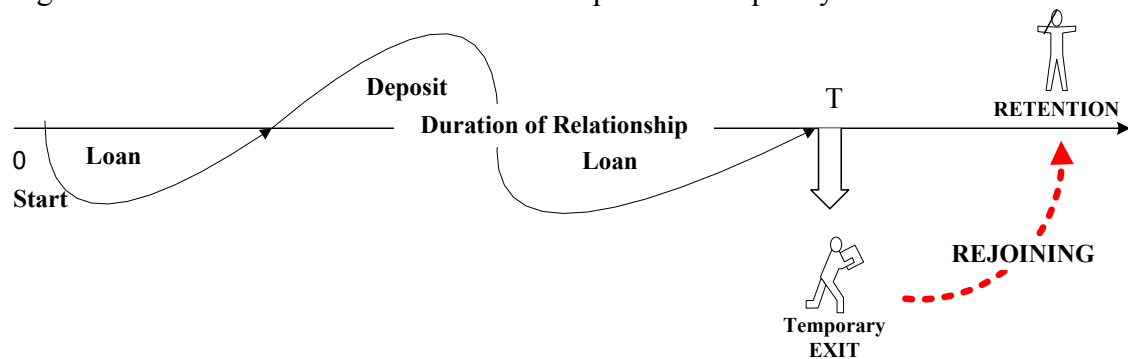 Deposit
T
RETENTION
Duration of Relationship
0
Loan
Loan
Start
REJOINING
Temporary
EXIT